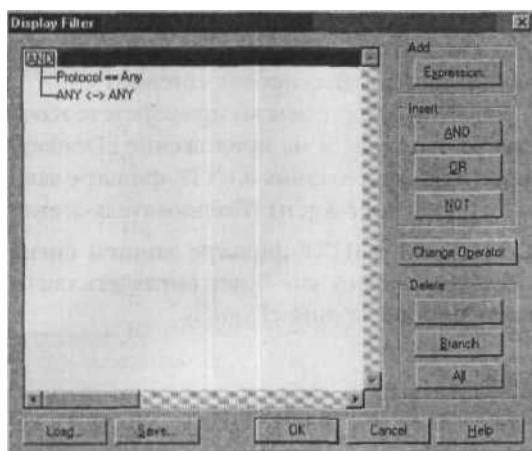 Display Filter
AND
Protocol == Any
ANY <-> ANY
Add
Expression...
Insert
AND
OR
NOT
Change Operator
Delete
Branch
All
Load...
Save...
OK
Cancel
Help